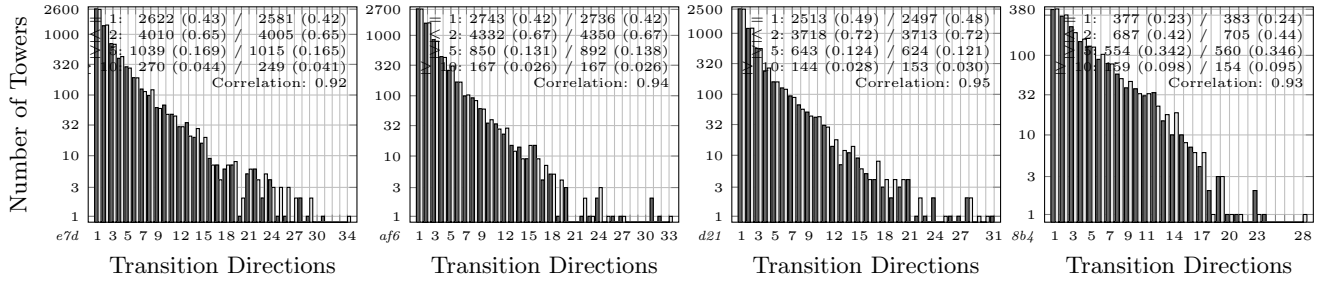 Number of Towers
2600
1000
320
100
32
10
3
1
= 1: 2622 (0.43) / 2581 (0.42)
≤ 2: 4010 (0.65) / 4005 (0.65)
≥ 5: 1039 (0.169) / 1015 (0.165)
10: 270 (0.044) / 249 (0.041)
Correlation: 0.92
e7d 1 3 5 7 9 12 15 18 21 24 27 30 34
Transition Directions
2700
1000
320
100
32
10
3
1
= 1: 2743 (0.42) / 2736 (0.42)
≤ 2: 4332 (0.67) / 4350 (0.67)
≥ 5: 850 (0.131) / 892 (0.138)
≥ 10: 167 (0.026) / 167 (0.026)
Correlation: 0.94
af6 1 3 5 7 9 12 15 18 21 24 27 30 33
Transition Directions
2500
1000
320
100
32
10
3
1
= 1: 2513 (0.49) / 2497 (0.48)
≤ 2: 3718 (0.72) / 3713 (0.72)
≥ 5: 643 (0.124) / 624 (0.121)
≥ 10: 144 (0.028) / 153 (0.030)
Correlation: 0.95
d21 1 3 5 7 9 12 15 18 21 24 27 31
Transition Directions
380
100
32
10
3
1
= 1: 377 (0.23) / 383 (0.24)
≤ 2: 687 (0.42) / 705 (0.44)
≥ 5: 554 (0.342) / 560 (0.346)
≥ 10: 159 (0.098) / 154 (0.095)
Correlation: 0.93
8b4 1 3 5 7 9 11 14 17 20 23 28
Transition Directions